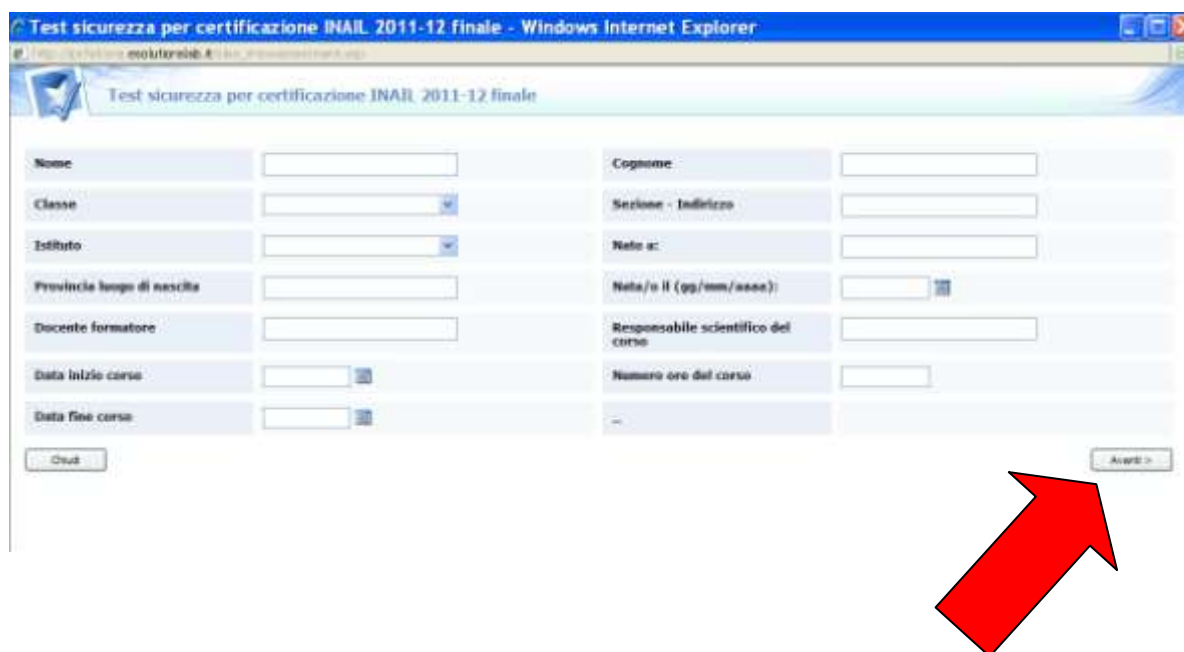 Test sicurezza per certificazione INAIL 2011-12 finale - Windows Internet Explorer
Test sicurezza per certificazione INAIL 2011-12 finale
Nome
Cognome
Classe
Sezione - Indirizzo
Istituto
Nato a:
Provincia luogo di nascita
Nata/o il (gg/mm/aaaa):
Docente formatore
Responsabile scientifico del
corso
Data inizio corso
Numero ore del corso
Data fine corso
...
Chiudi
Avanti >